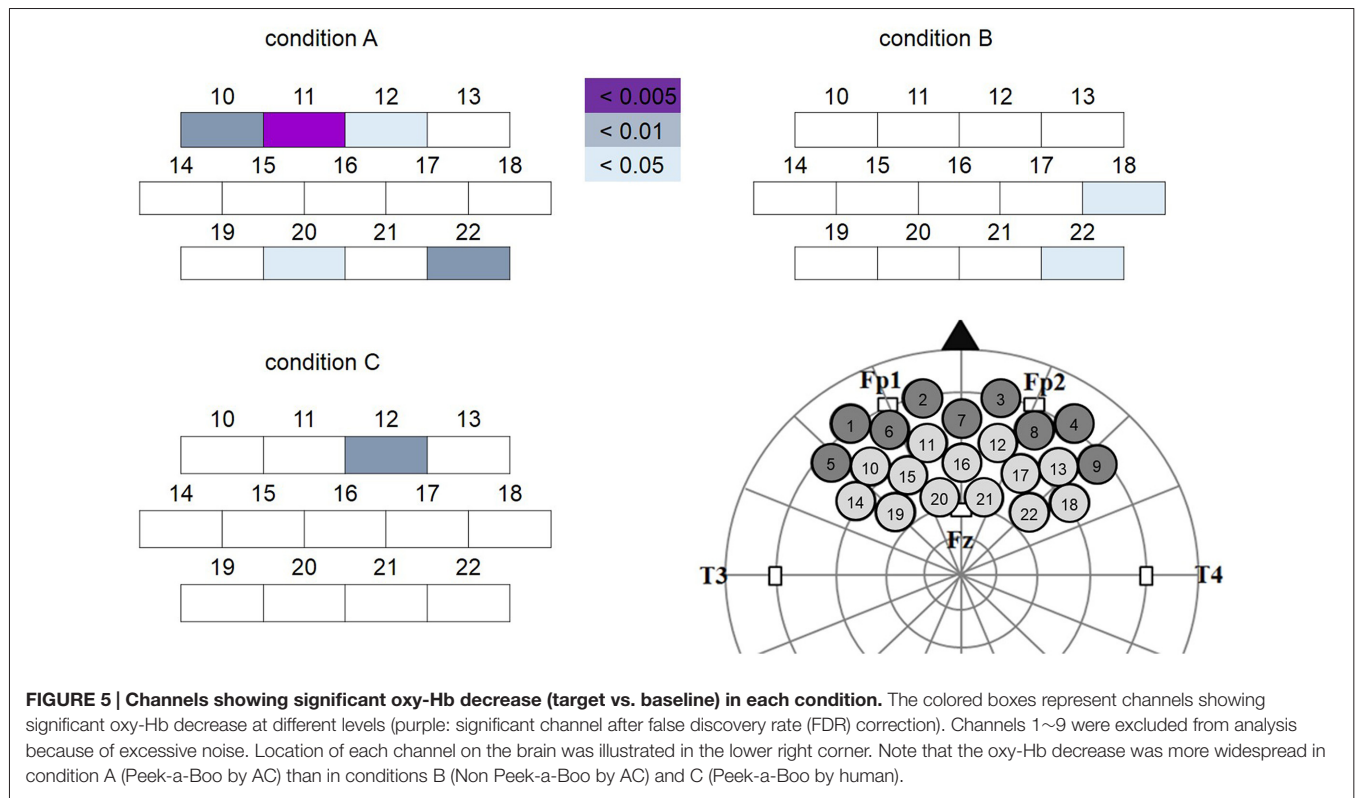 condition A
10 11 12 13
14 15 16 17 18
19 20 21 22
< 0.005
< 0.01
< 0.05
condition B
10 11 12 13
14 15 16 17 18
19 20 21 22
condition C
10 11 12 13
14 15 16 17 18
19 20 21 22
Fp1 Fp2
2 3
1 6 7 8 4
11 12
5 10 15 16 17 13 9
14 19 20 21 22 18
Fz
T3 T4
FIGURE 5 | Channels showing significant oxy-Hb decrease (target vs. baseline) in each condition. The colored boxes represent channels showing
significant oxy-Hb decrease at different levels (purple: significant channel after false discovery rate (FDR) correction). Channels 1~9 were excluded from analysis
because of excessive noise. Location of each channel on the brain was illustrated in the lower right corner. Note that the oxy-Hb decrease was more widespread in
condition A (Peek-a-Boo by AC) than in conditions B (Non Peek-a-Boo by AC) and C (Peek-a-Boo by human).